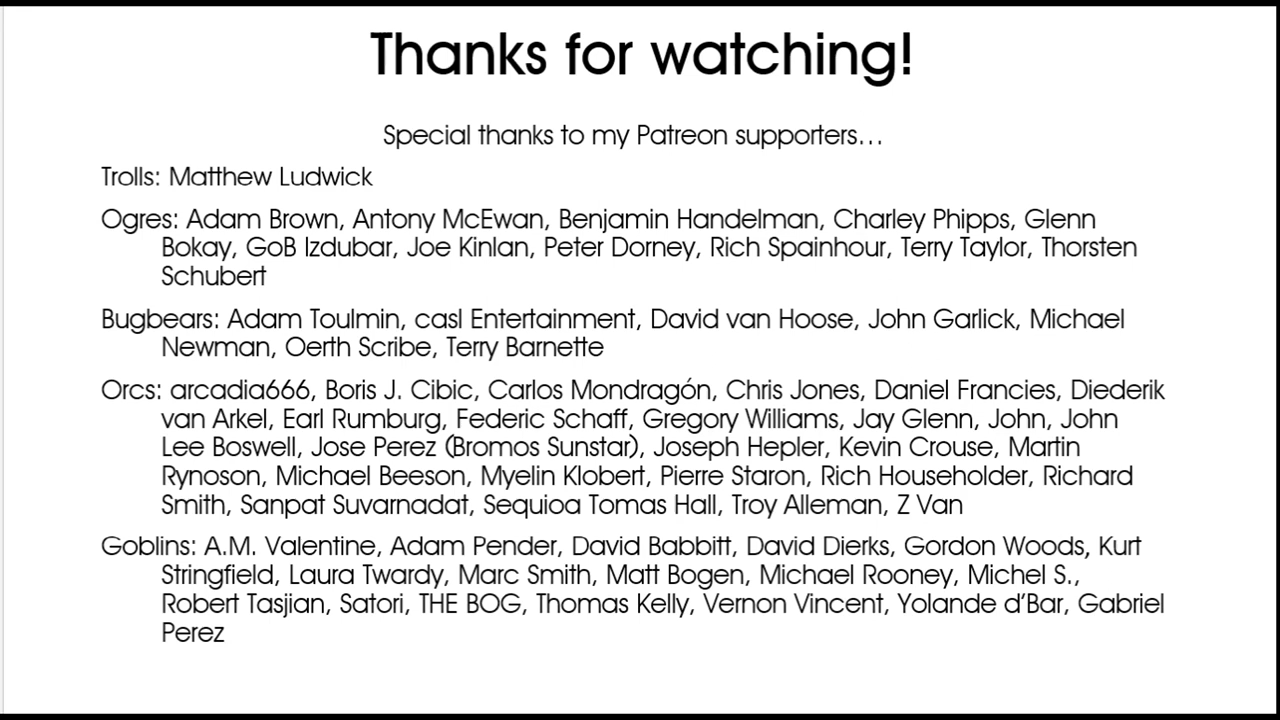 Thanks for watching!
Special thanks to my Patreon supporters…
Trolls: Matthew Ludwick
Ogres: Adam Brown, Antony McEwan, Benjamin Handelman, Charley Phipps, Glenn
Bokay, GoB Izdubar, Joe Kinlan, Peter Dorney, Rich Spainhour, Terry Taylor, Thorsten
Schubert
Bugbears: Adam Toulmin, casl Entertainment, David van Hoose, John Garlick, Michael
Newman, Oerth Scribe, Terry Barnette
Orcs: arcadia666, Boris J. Cibic, Carlos Mondragón, Chris Jones, Daniel Francies, Diederik
van Arkel, Earl Rumburg, Federic Schaff, Gregory Williams, Jay Glenn, John, John
Lee Boswell, Jose Perez (Bromos Sunstar), Joseph Hepler, Kevin Crouse, Martin
Rynoson, Michael Beeson, Myelin Klobert, Pierre Staron, Rich Householder, Richard
Smith, Sanpat Suvarnadat, Sequioa Tomas Hall, Troy Alleman, Z Van
Goblins: A.M. Valentine, Adam Pender, David Babbitt, David Dierks, Gordon Woods, Kurt
Stringfield, Laura Twardy, Marc Smith, Matt Bogen, Michael Rooney, Michel S.,
Robert Tasjian, Satori, THE BOG, Thomas Kelly, Vernon Vincent, Yolande d’Bar, Gabriel
Perez